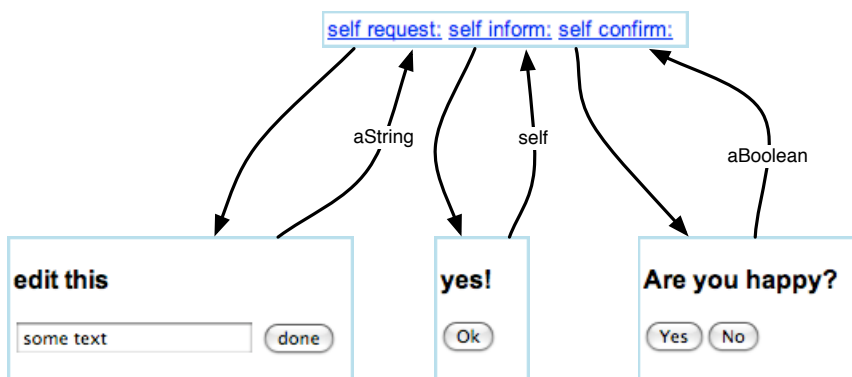 self request: self inform: self confirm:
aString
self
aBoolean
edit this
some text
done
yes!
Ok
Are you happy?
Yes No